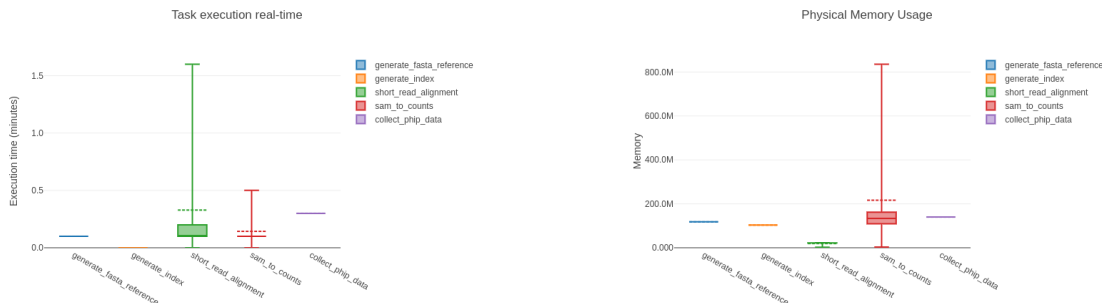 Task execution real-time
Execution time (minutes)
1.5
1.0
0.5
0.0
generate_fasta_reference
generate_index
short_read_alignment
sam_to_counts
collect_phip_data
generate_fasta_reference
generate_index
short_read_alignment
sam_to_counts
collect_phip_data
Physical Memory Usage
Memory
800.0M
600.0M
400.0M
200.0M
0.000
generate_fasta_reference
generate_index
short_read_alignment
sam_to_counts
collect_phip_data
generate_fasta_reference
generate_index
short_read_alignment
sam_to_counts
collect_phip_data